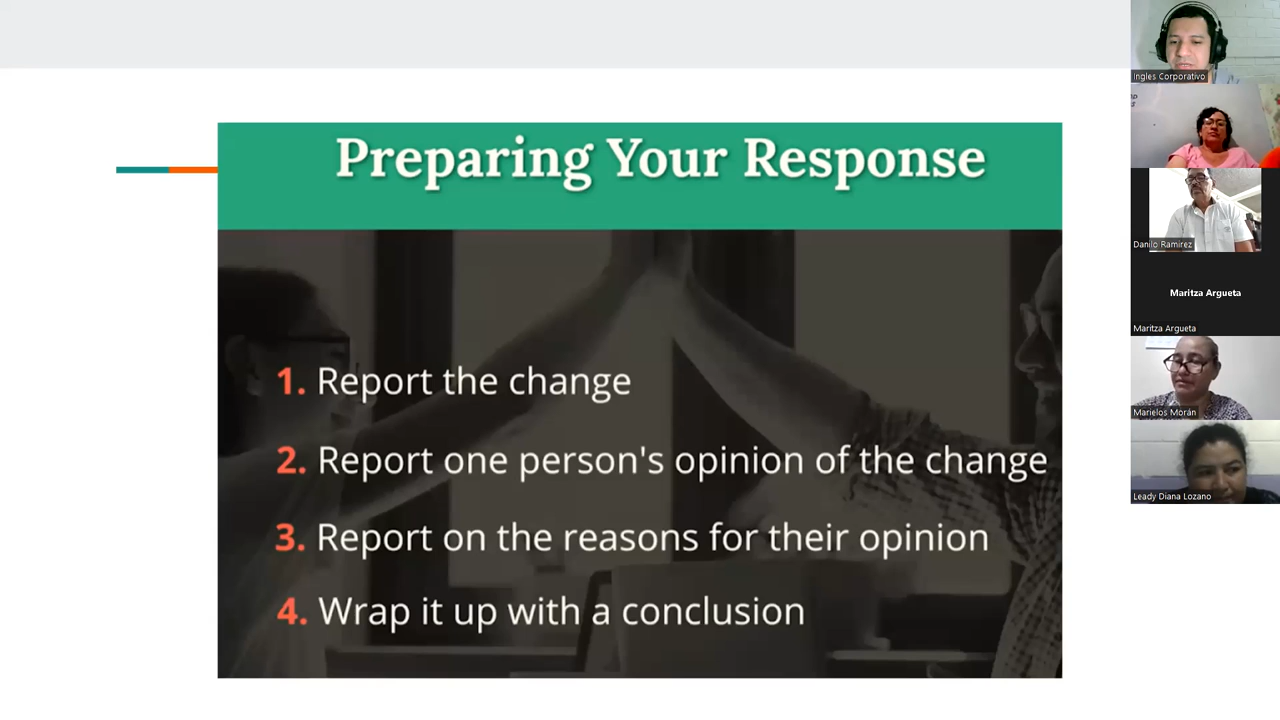 Preparing Your Response
1. Report the change
2. Report one person's opinion of the change
3. Report on the reasons for their opinion
4. Wrap it up with a conclusion
Ingles Corporativo
Danilo Ramirez
Maritza Argueta
Maritza Argueta
Marielos Morán
Leady Diana Lozano